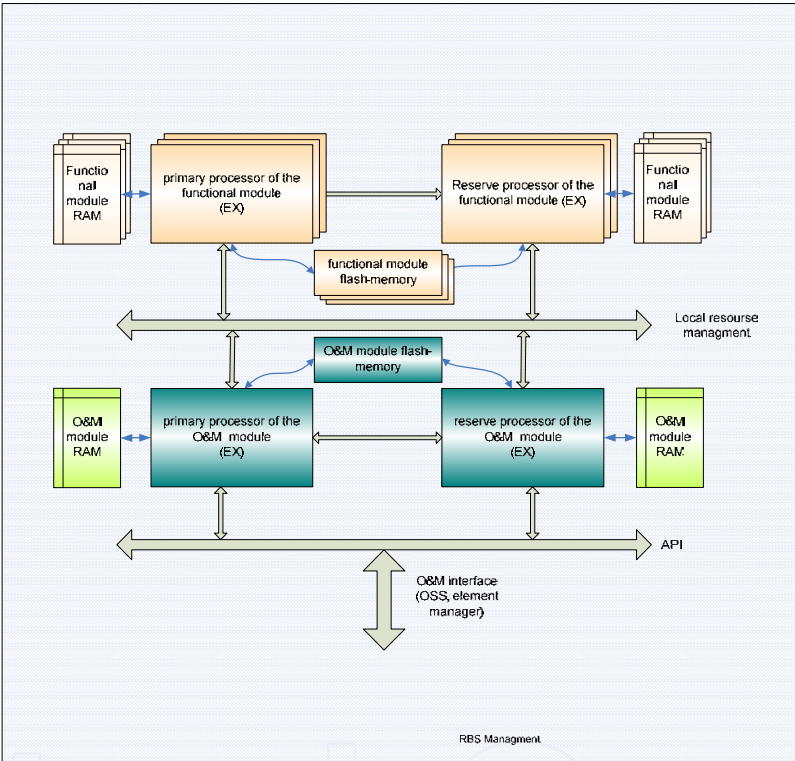 Functio
nal
module
RAM
primary processor of the
functional module
(EX)
Reserve processor of the
functional module (EX)
Functio
nal
module
RAM
functional module
flash-memory
Local resourse
managment
O&M module flash-
memory
O&M
module
RAM
primary processor of the
O&M module
(EX)
reserve processor of the
O&M module
(EX)
O&M
module
RAM
API
O&M interface
(OSS, element
manager)
RBS Managment